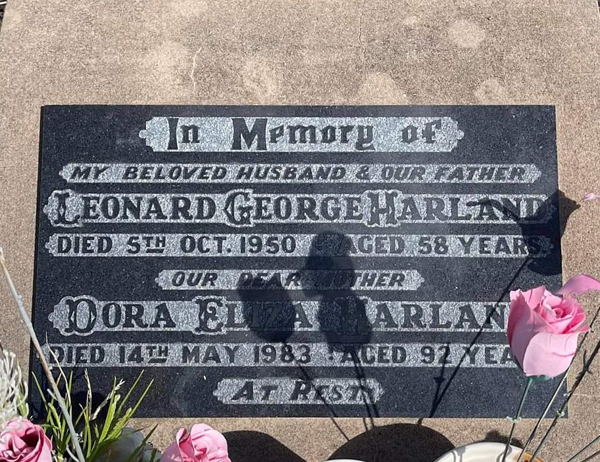 In Memory of
MY BELOVED HUSBAND & OUR FATHER
LEONARD GEORGE HARLAND
DIED 5TH OCT. 1950 : AGED 58 YEARS
OUR DEAR MOTHER
DORA ELIZA HARLAND
DIED 14TH MAY 1983 : AGED 92 YEARS
AT REST